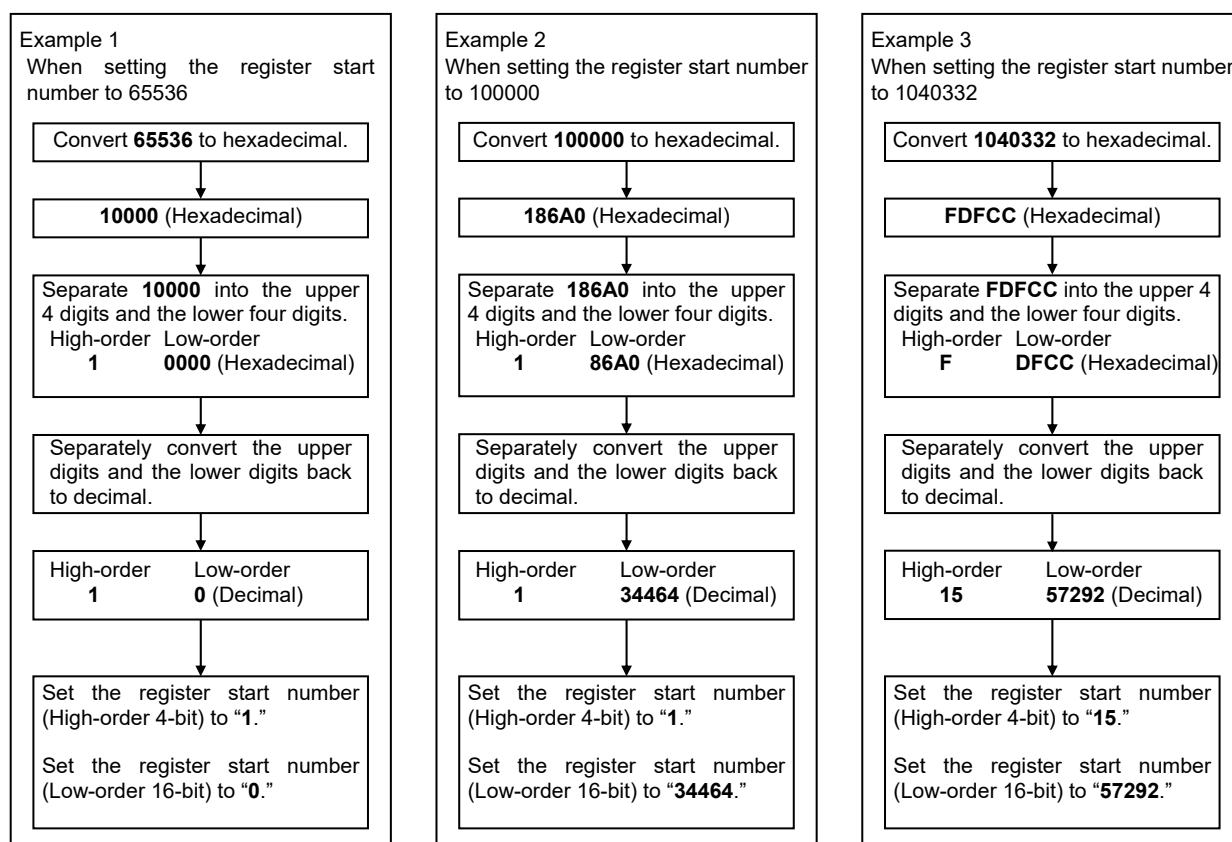 Example 1
When setting the register start
number to 65536
Convert 65536 to hexadecimal.
10000 (Hexadecimal)
Separate 10000 into the upper
4 digits and the lower four digits.
High-order Low-order
1 0000 (Hexadecimal)
Separately convert the upper
digits and the lower digits back
to decimal.
High-order Low-order
1 0 (Decimal)
Set the register start number
(High-order 4-bit) to “1.”
Set the register start number
(Low-order 16-bit) to “0.”
Example 2
When setting the register start number
to 100000
Convert 100000 to hexadecimal.
186A0 (Hexadecimal)
Separate 186A0 into the upper
4 digits and the lower four digits.
High-order Low-order
1 86A0 (Hexadecimal)
Separately convert the upper
digits and the lower digits back
to decimal.
High-order Low-order
1 34464 (Decimal)
Set the register start number
(High-order 4-bit) to “1.”
Set the register start number
(Low-order 16-bit) to “34464.”
Example 3
When setting the register start number
to 1040332
Convert 1040332 to hexadecimal.
FDFCC (Hexadecimal)
Separate FDFCC into the upper 4
digits and the lower four digits.
High-order Low-order
F DFCC (Hexadecimal)
Separately convert the upper
digits and the lower digits back
to decimal.
High-order Low-order
15 57292 (Decimal)
Set the register start number
(High-order 4-bit) to “15.”
Set the register start number
(Low-order 16-bit) to “57292.”